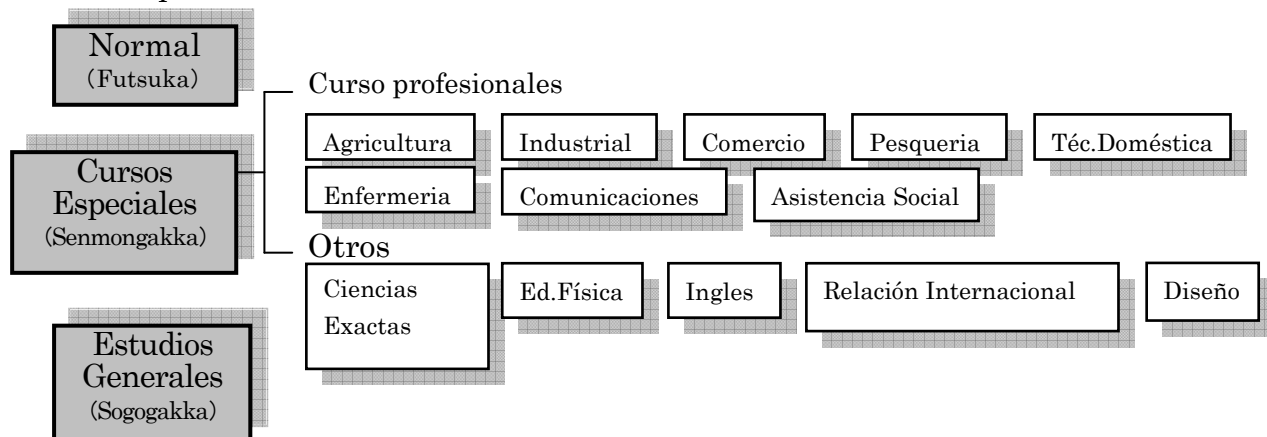 Normal
(Futsuka)
Curso profesionales
Agricultura
Industrial
Comercio
Pesqueria
Téc.Doméstica
Cursos
Especiales
(Senmongakka)
Enfermeria
Comunicaciones
Asistencia Social
Otros
Ciencias
Exactas
Ed.Física
Ingles
Relación Internacional
Diseño
Estudios
Generales
(Sogogakka)